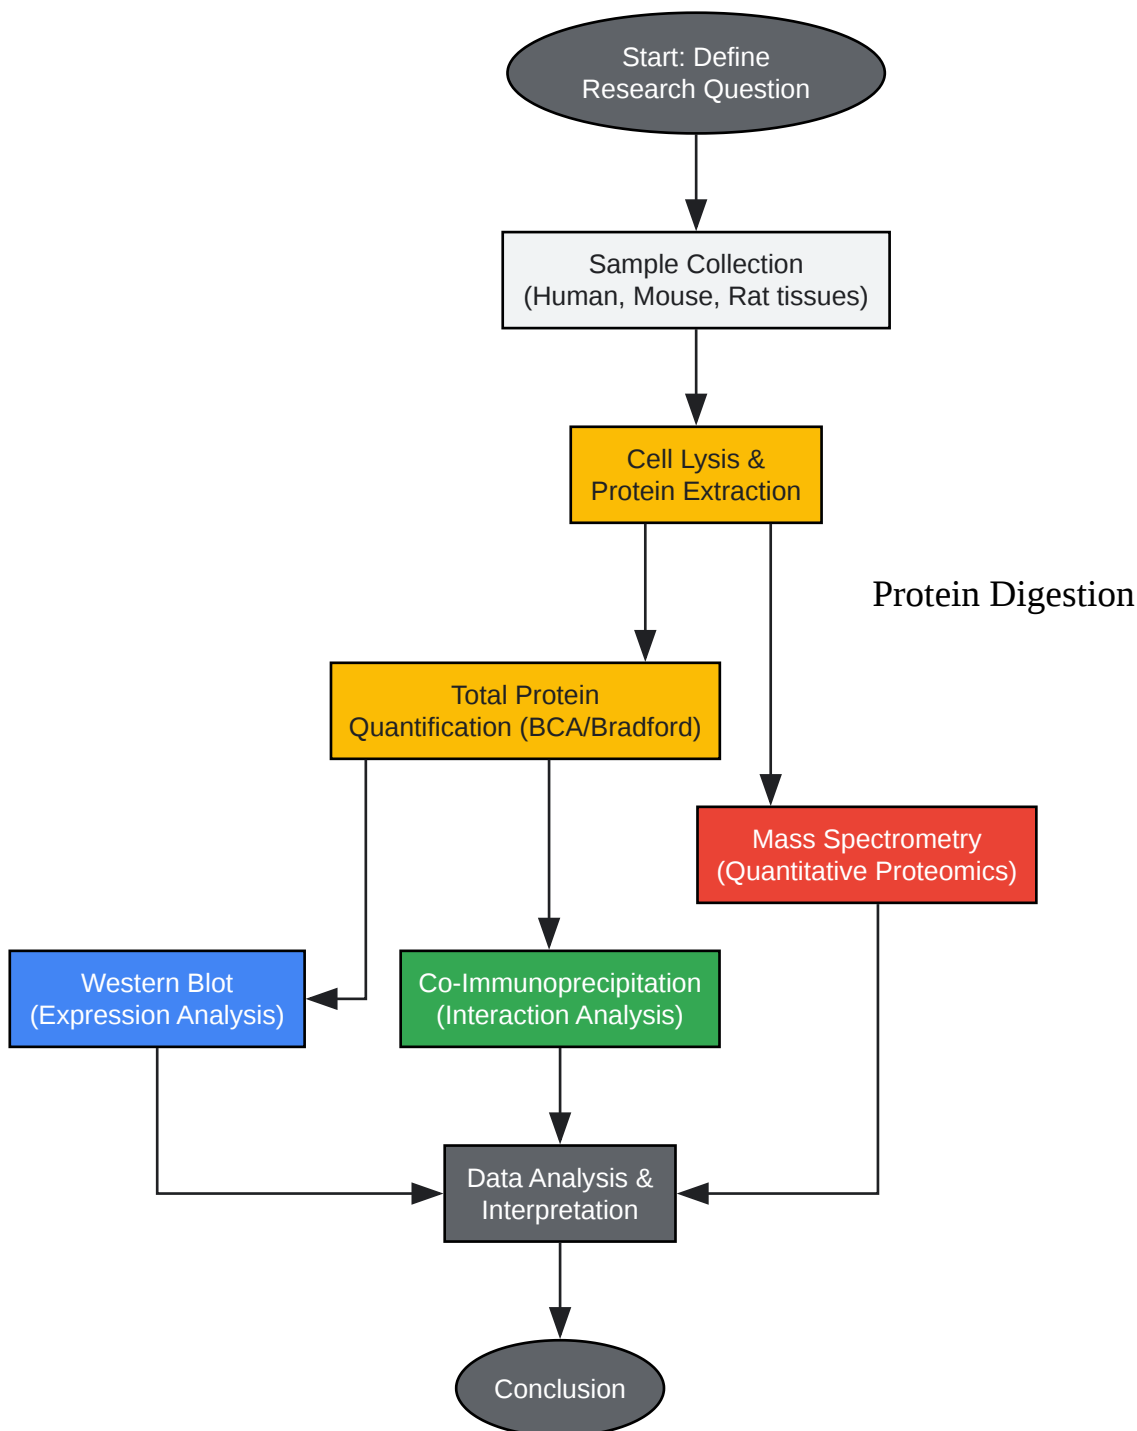 Start: Define
Research Question
Sample Collection
(Human, Mouse, Rat tissues)
Cell Lysis &
Protein Extraction
Protein Digestion
Total Protein
Quantification (BCA/Bradford)
Mass Spectrometry
(Quantitative Proteomics)
Western Blot
(Expression Analysis)
Co-Immunoprecipitation
(Interaction Analysis)
Data Analysis &
Interpretation
Conclusion